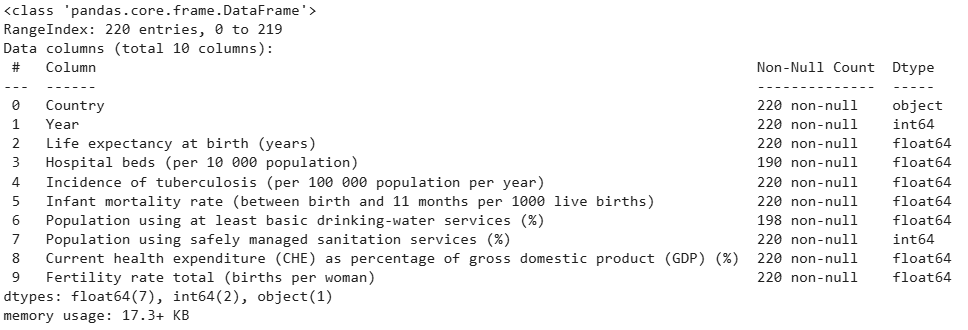 <class 'pandas.core.frame.DataFrame'>
RangeIndex: 220 entries, 0 to 219
Data columns (total 10 columns):
 #   Column                                                                                  Non-Null Count  Dtype
---  ------                                                                                  --------------  -----
 0   Country                                                                                 220 non-null    object
 1   Year                                                                                    220 non-null    int64
 2   Life expectancy at birth (years)                                                        220 non-null    float64
 3   Hospital beds (per 10 000 population)                                                   190 non-null    float64
 4   Incidence of tuberculosis (per 100 000 population per year)                             220 non-null    float64
 5   Infant mortality rate (between birth and 11 months per 1000 live births)                220 non-null    float64
 6   Population using at least basic drinking-water services (%)                             198 non-null    float64
 7   Population using safely managed sanitation services (%)                                 220 non-null    int64
 8   Current health expenditure (CHE) as percentage of gross domestic product (GDP) (%)      220 non-null    float64
 9   Fertility rate total (births per woman)                                                 220 non-null    float64
dtypes: float64(7), int64(2), object(1)
memory usage: 17.3+ KB